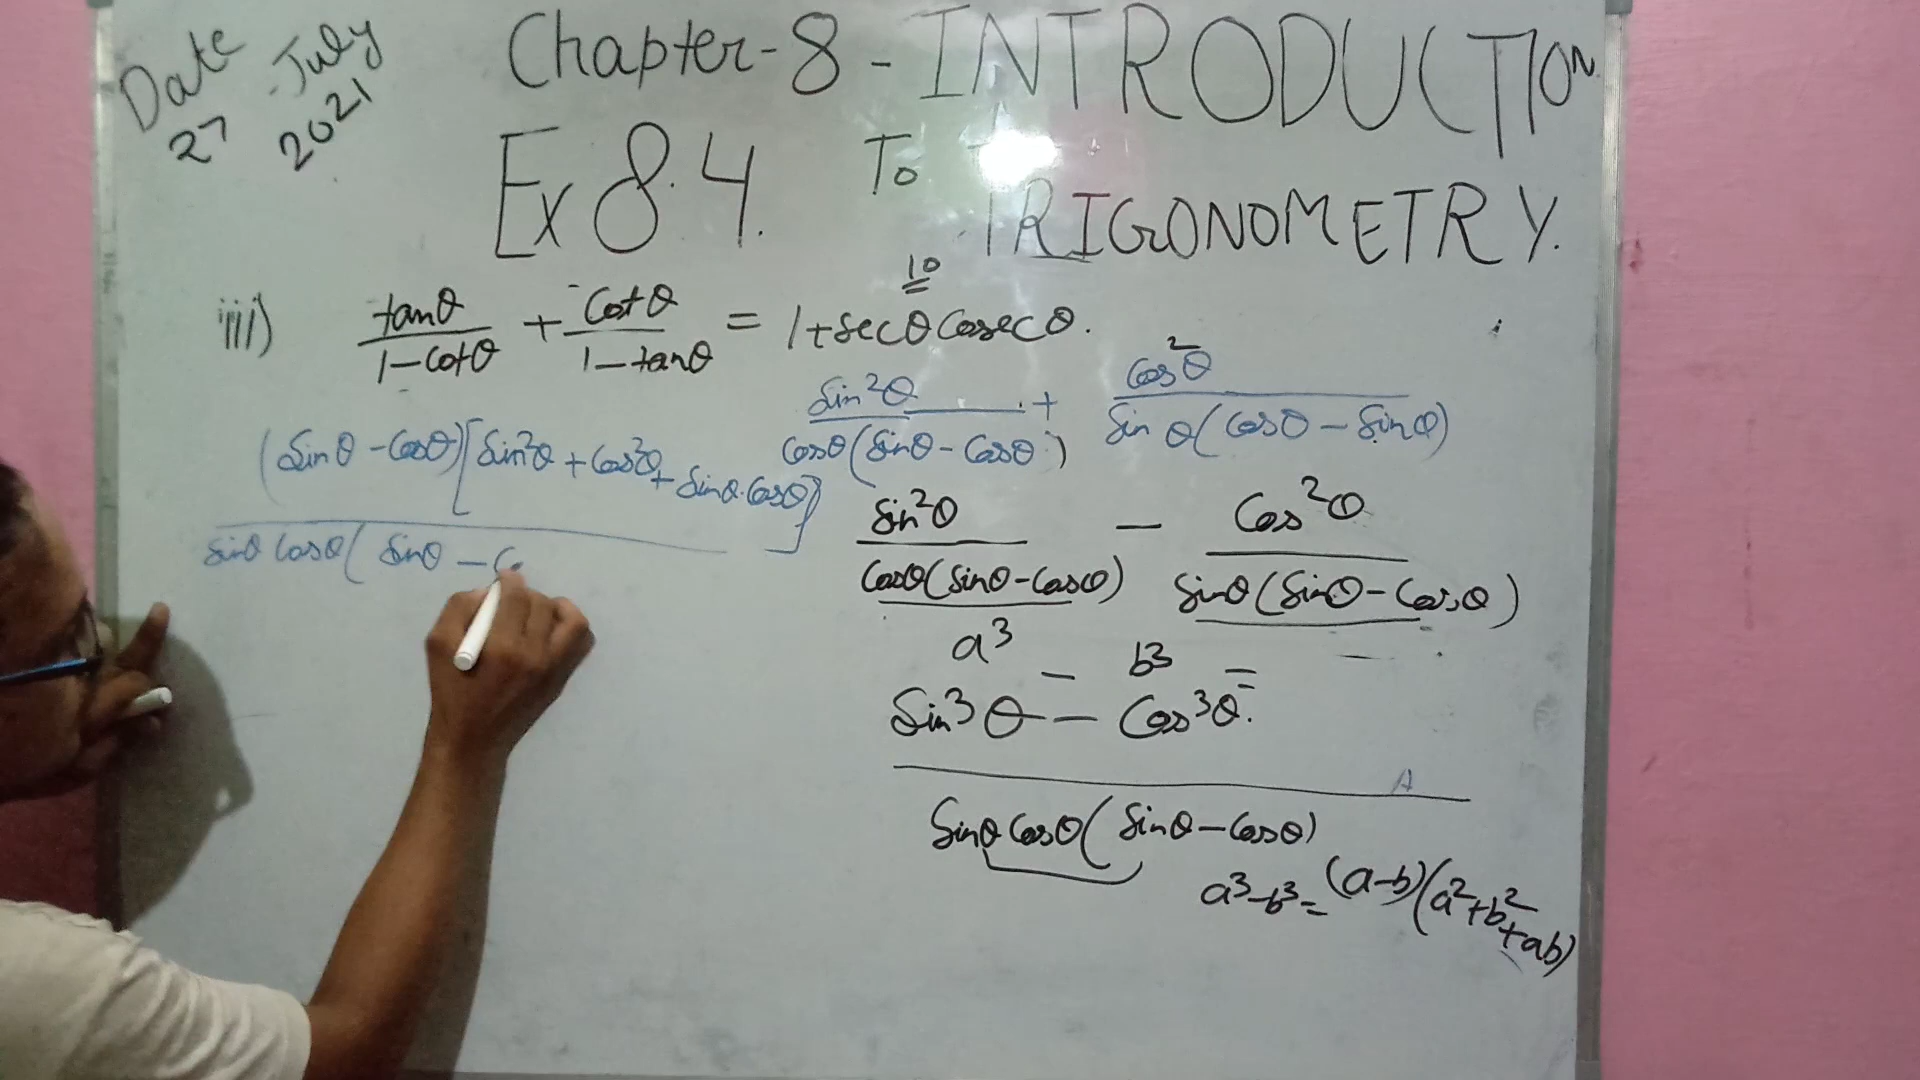 Date
27 July
2021
Chapter-8 - INTRODUCTION
Ex 8.4. To TRIGONOMETRY.
10
iii) tanθ/1-cotθ + cotθ/1-tanθ = 1+secθ cosecθ.
sin²θ/cosθ(sinθ-cosθ) + cos²θ/sinθ(cosθ-sinθ)
sin²θ/cosθ(sinθ-cosθ) - cos²θ/sinθ(sinθ-cosθ)
a³ - b³ =
sin³θ - cos³θ =
sinθ cosθ(sinθ-cosθ)
a³-b³=(a-b)(a²+b²+ab)
(sinθ-cosθ)[sin²θ+cos²θ+sinθ.cosθ]
sinθ cosθ(sinθ-c